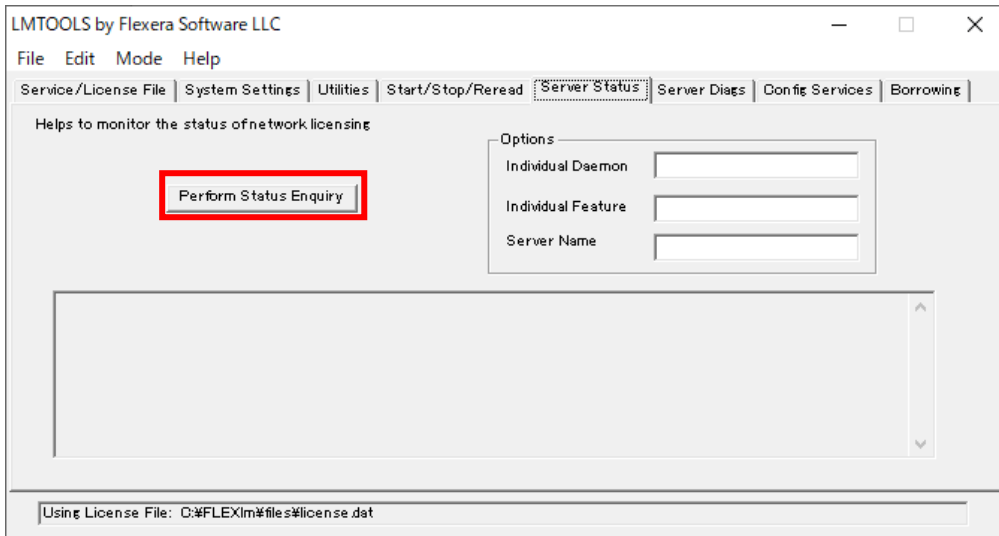 LMTOOLS by Flexera Software LLC
File Edit Mode Help
Service/License File System Settings Utilities Start/Stop/Reread Server Status Server Diags Config Services Borrowing
Helps to monitor the status of network licensing
Perform Status Enquiry
Options
Individual Daemon
Individual Feature
Server Name
Using License File: C:¥FLEXlm¥files¥license.dat